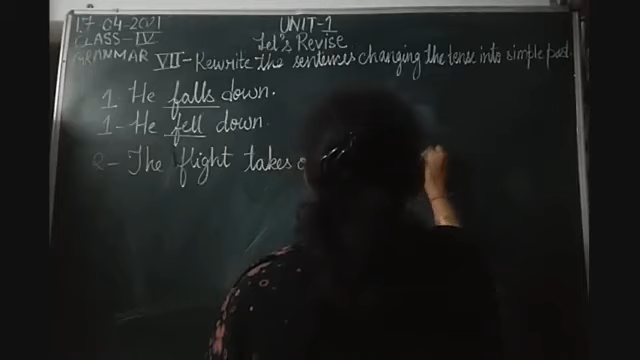 17.04-2021
UNIT-1
CLASS-IV
Let's Revise
GRAMMAR VII-Rewrite the sentences changing the tense into simple past.
1 He falls down.
1- He fell down.
2- The flight takes